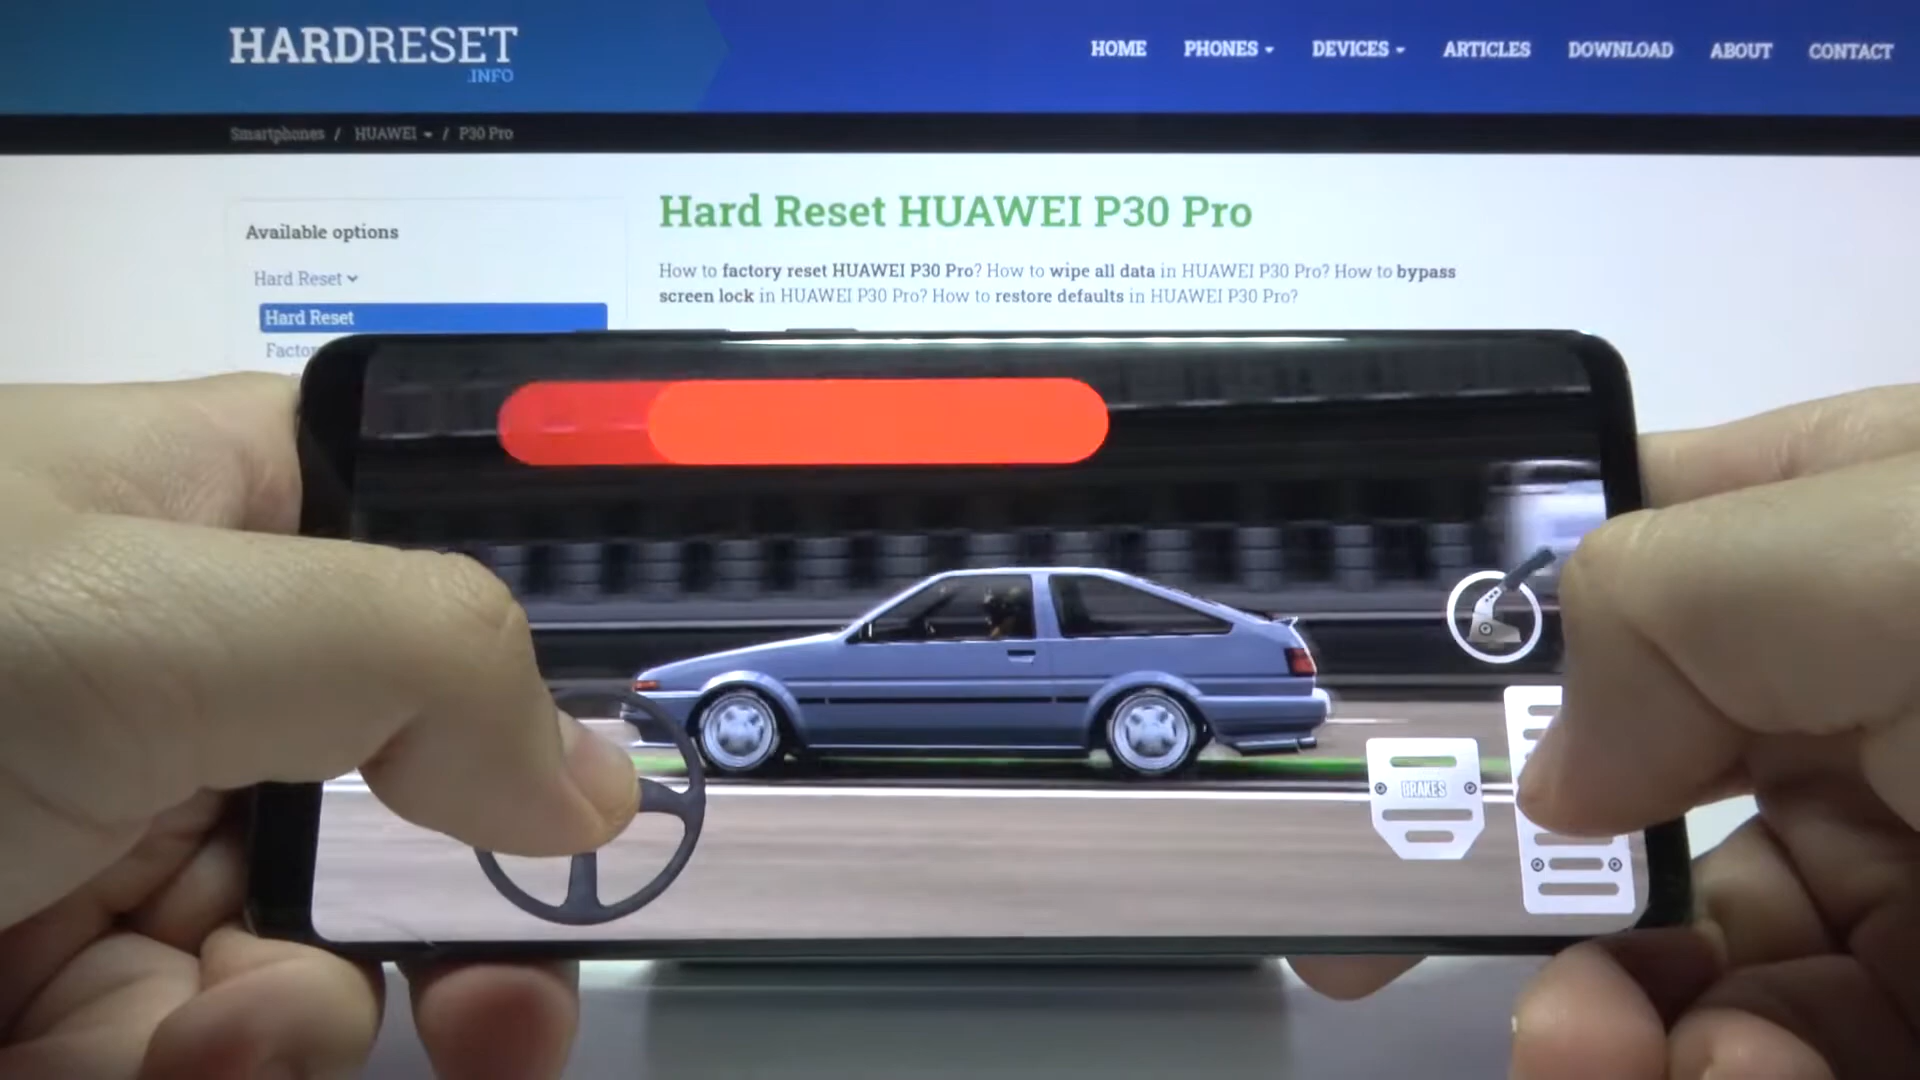 HARDRESET
.INFO
HOME PHONES DEVICES ARTICLES DOWNLOAD ABOUT CONTACT
Smartphones / HUAWEI / P30 Pro
Available options
Hard Reset
Hard Reset
Factor
Hard Reset HUAWEI P30 Pro
How to factory reset HUAWEI P30 Pro? How to wipe all data in HUAWEI P30 Pro? How to bypass
screen lock in HUAWEI P30 Pro? How to restore defaults in HUAWEI P30 Pro?
BRAKES